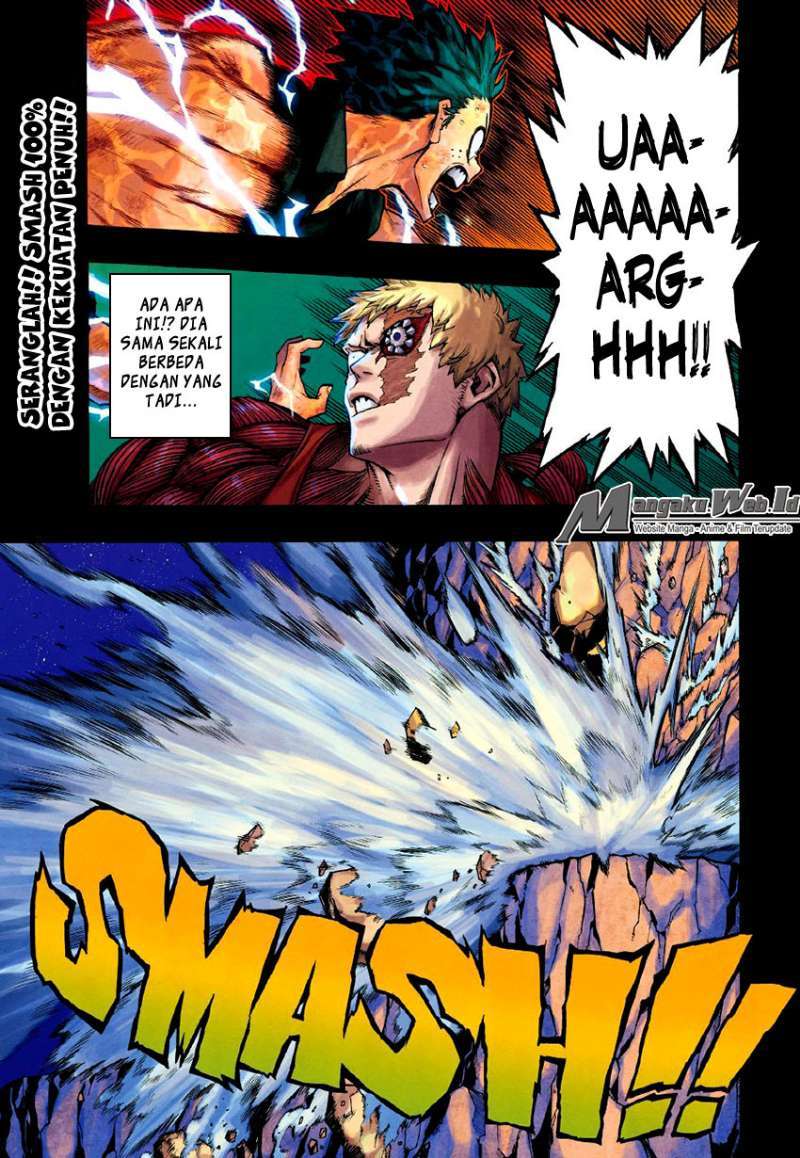 SERANGLAH!! SMASH 100%
DENGAN KEKUATAN PENUH!!
UAA-
AAAAA-
ARG-
HHH!!
ADA APA
INI!? DIA
SAMA SEKALI
BERBEDA
DENGAN YANG
TADI...
Mangaku.Web.Id
Website Manga - Anime & Film Terupdate
SMASH!!